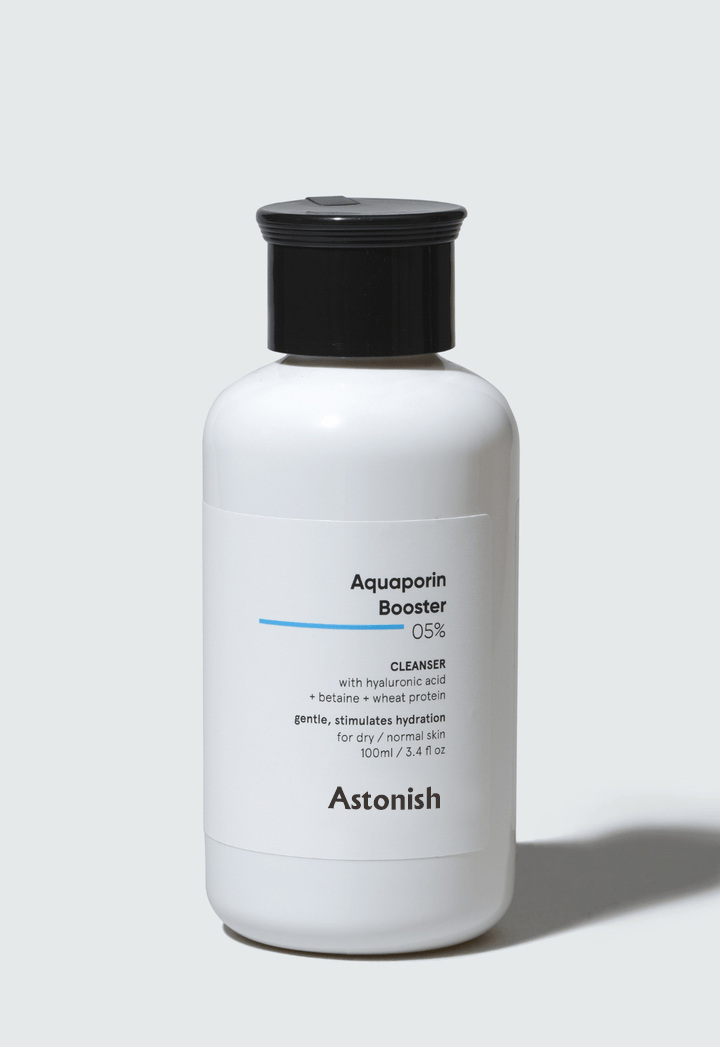 Aquaporin
Booster
05%
CLEANSER
with hyaluronic acid
+ betaine + wheat protein
gentle, stimulates hydration
for dry / normal skin
100ml / 3.4 fl oz
Astonish